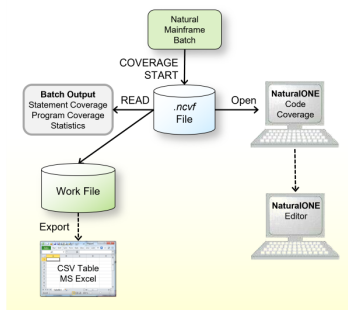 Natural
Mainframe
Batch
COVERAGE
START
Batch Output
Statement Coverage
Program Coverage
Statistics
READ
.ncvf
File
Open
NaturalONE
Code
Coverage
Work File
NaturalONE
Editor
Export
CSV Table
MS Excel